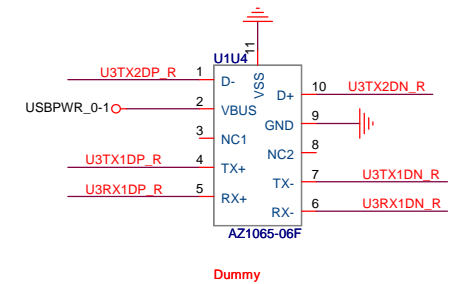 U1U4
11
VSS
U3TX2DP_R 1 D- D+ 10 U3TX2DN_R
USBPWR_0-1 2 VBUS GND 9
3 NC1 NC2 8
U3TX1DP_R 4 TX+ TX- 7 U3TX1DN_R
U3RX1DP_R 5 RX+ RX- 6 U3RX1DN_R
AZ1065-06F
Dummy